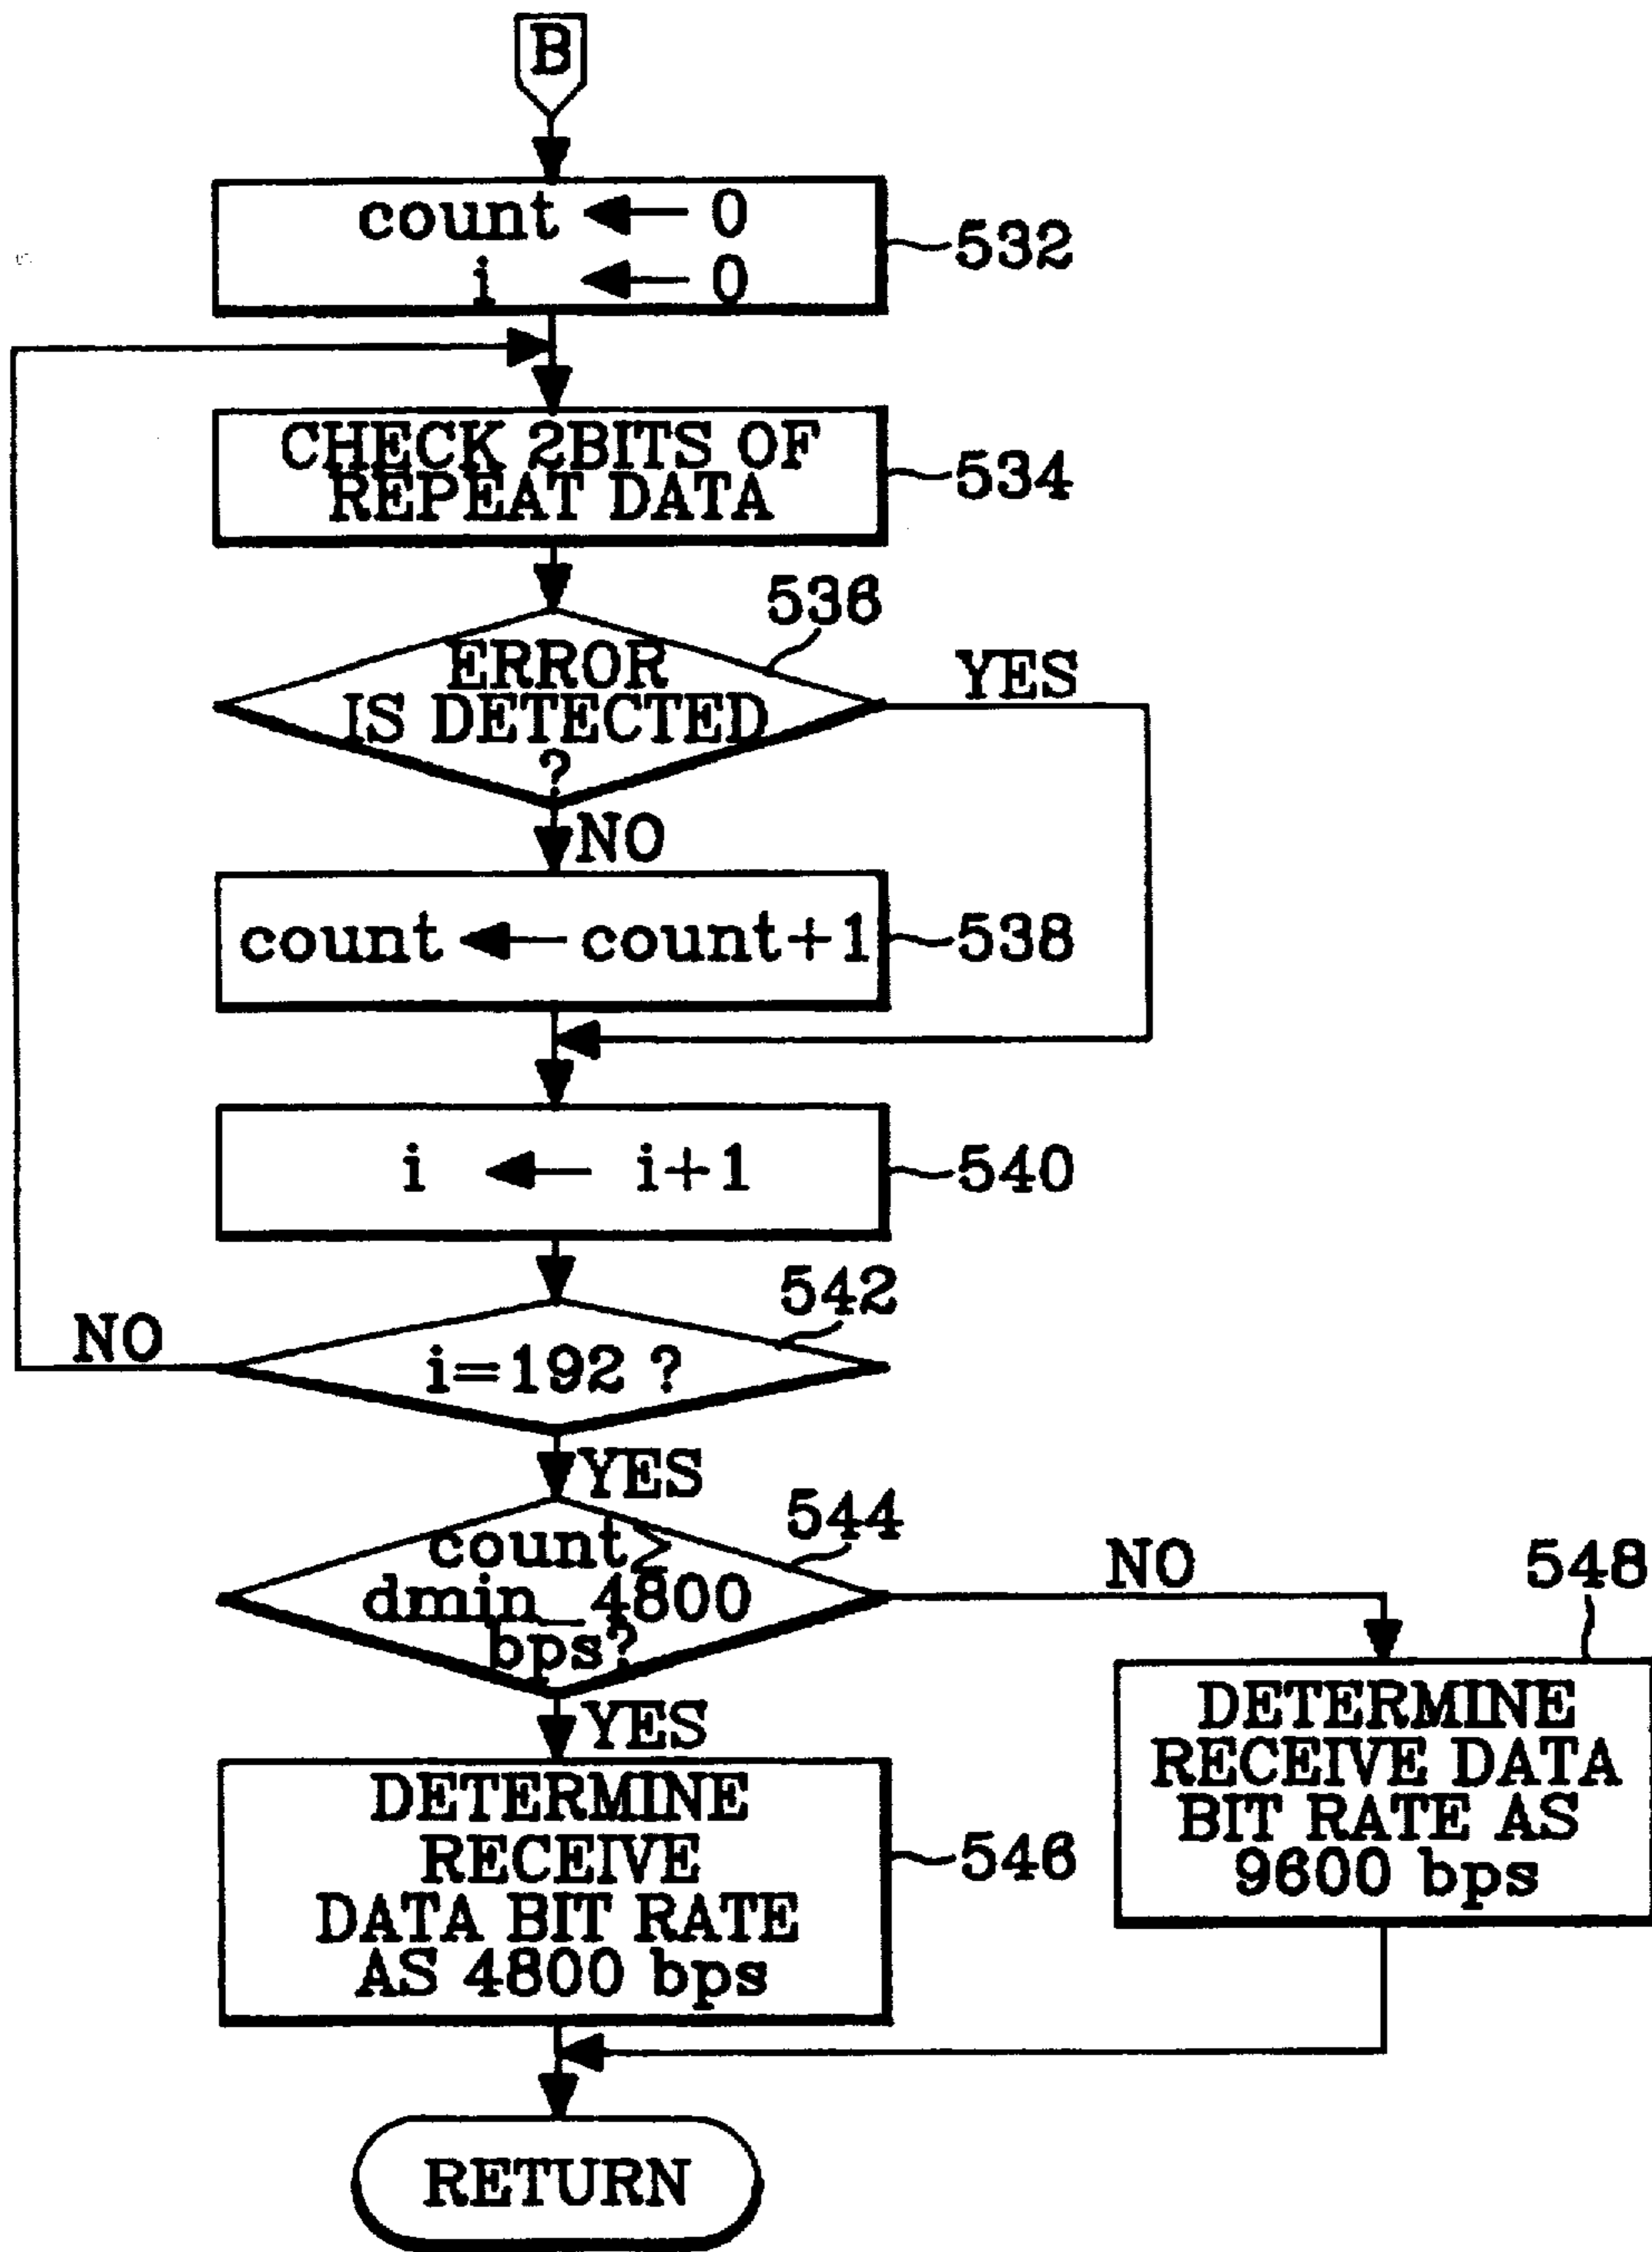 B
count ← 0
i ← 0
532
CHECK 2BITS OF
REPEAT DATA
534
536
ERROR
IS DETECTED
?
YES
NO
count ← count+1
538
i ← i+1
540
542
NO
i=192 ?
YES
544
count≥
dmin_4800
bps?
NO
548
YES
DETERMINE
RECEIVE
DATA BIT RATE
AS 4800 bps
546
DETERMINE
RECEIVE DATA
BIT RATE AS
9600 bps
RETURN